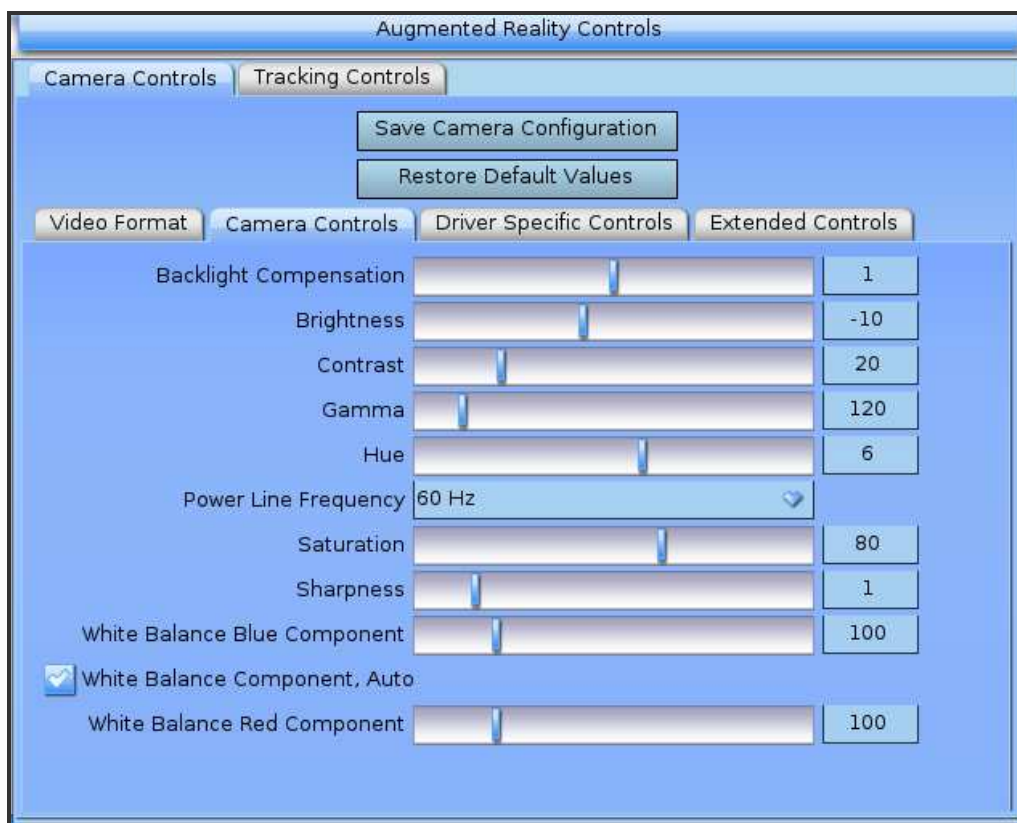 Augmented Reality Controls
Camera Controls Tracking Controls
Save Camera Configuration
Restore Default Values
Video Format Camera Controls Driver Specific Controls Extended Controls
Backlight Compensation 1
Brightness -10
Contrast 20
Gamma 120
Hue 6
Power Line Frequency 60 Hz
Saturation 80
Sharpness 1
White Balance Blue Component 100
White Balance Component, Auto
White Balance Red Component 100